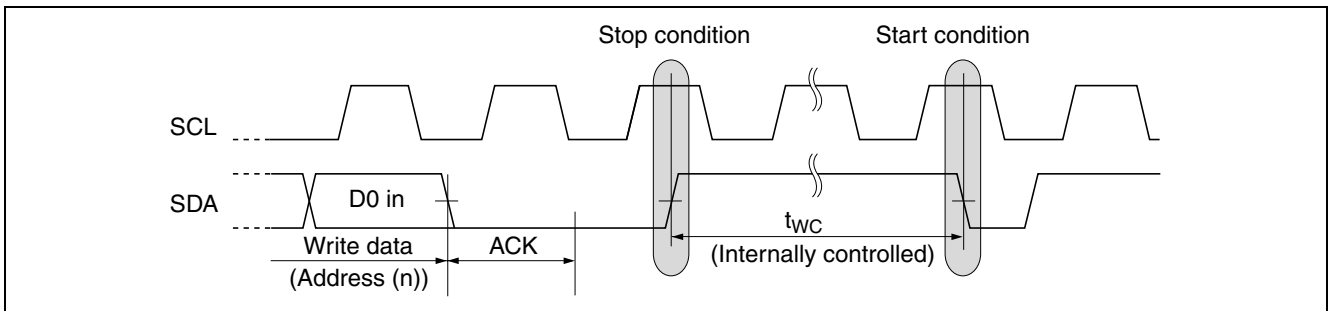 Stop condition
Start condition
SCL
SDA
D0 in
Write data
(Address (n))
ACK
tWC
(Internally controlled)